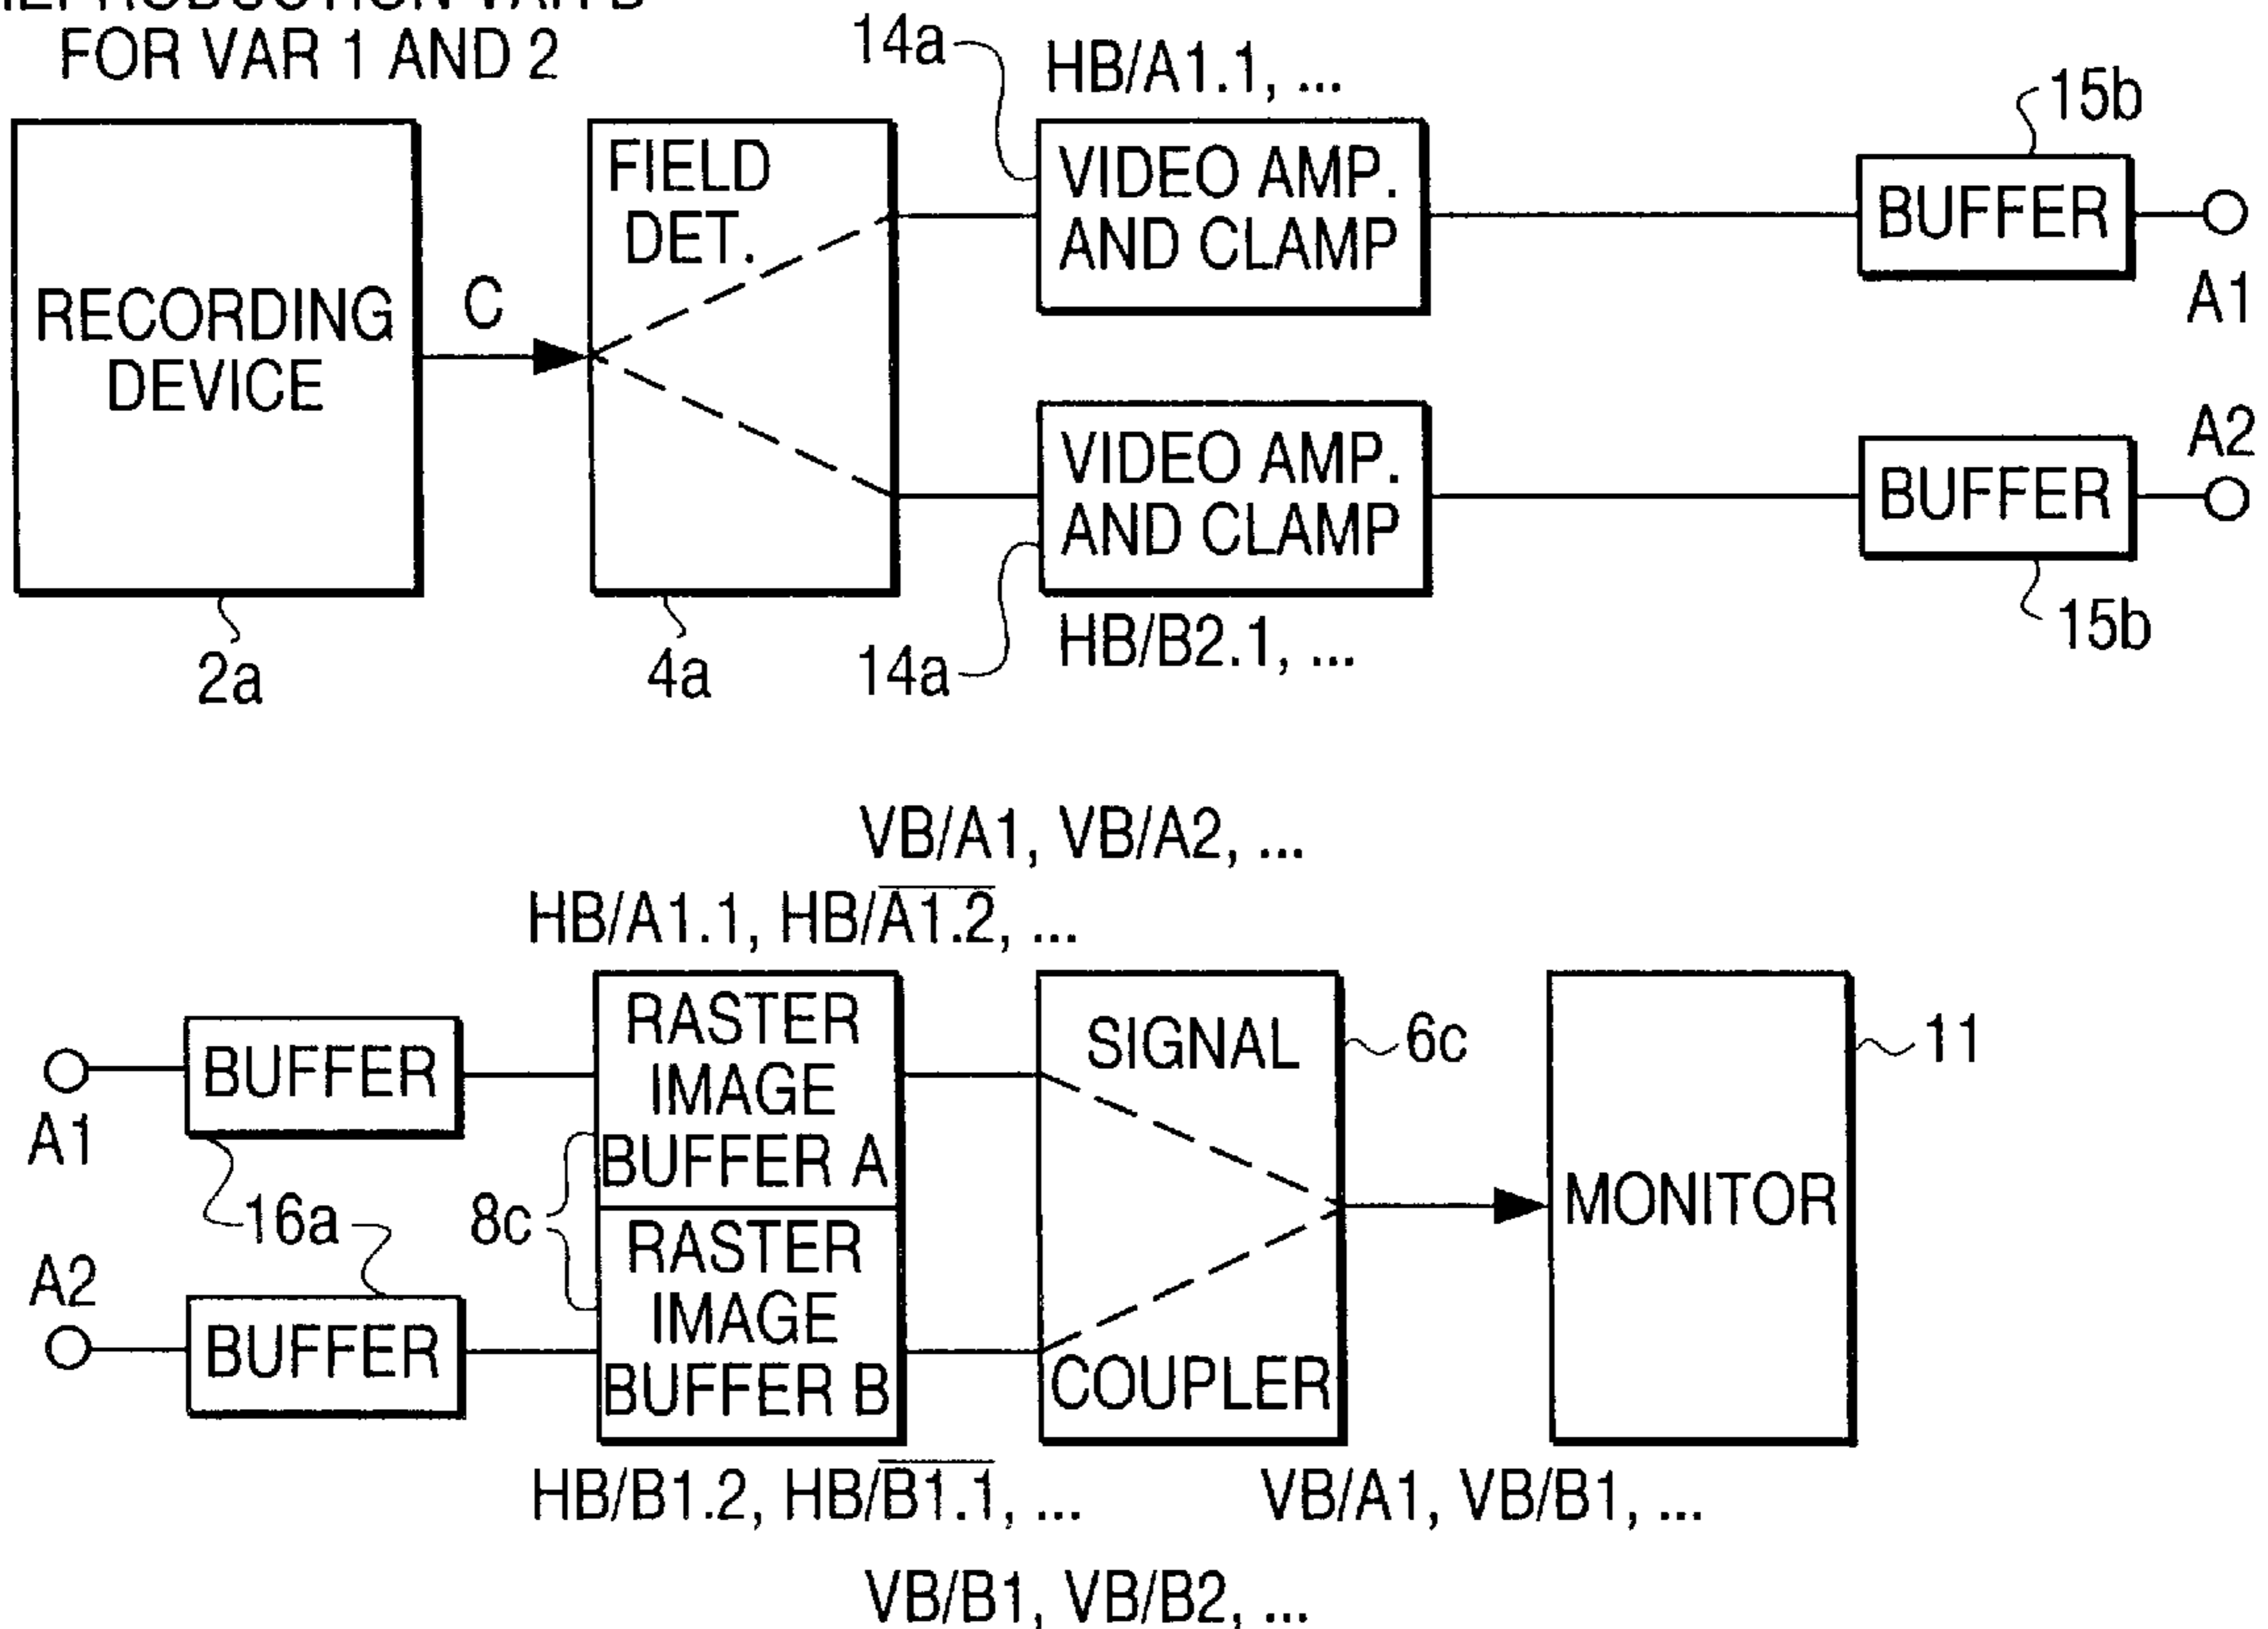 FOR VAR 1 AND 2
14a
HB/A1.1, ...
15b
RECORDING
DEVICE
C
FIELD
DET.
VIDEO AMP.
AND CLAMP
BUFFER
A1
VIDEO AMP.
AND CLAMP
BUFFER
A2
2a
4a
14a
HB/B2.1, ...
15b
VB/A1, VB/A2, ...
HB/A1.1, HB/A̅1̅.̅2̅, ...
A1
BUFFER
RASTER
IMAGE
BUFFER A
SIGNAL
6c
11
16a
8c
MONITOR
A2
BUFFER
RASTER
IMAGE
BUFFER B
COUPLER
HB/B1.2, HB/B̅1̅.̅1̅, ...
VB/A1, VB/B1, ...
VB/B1, VB/B2, ...